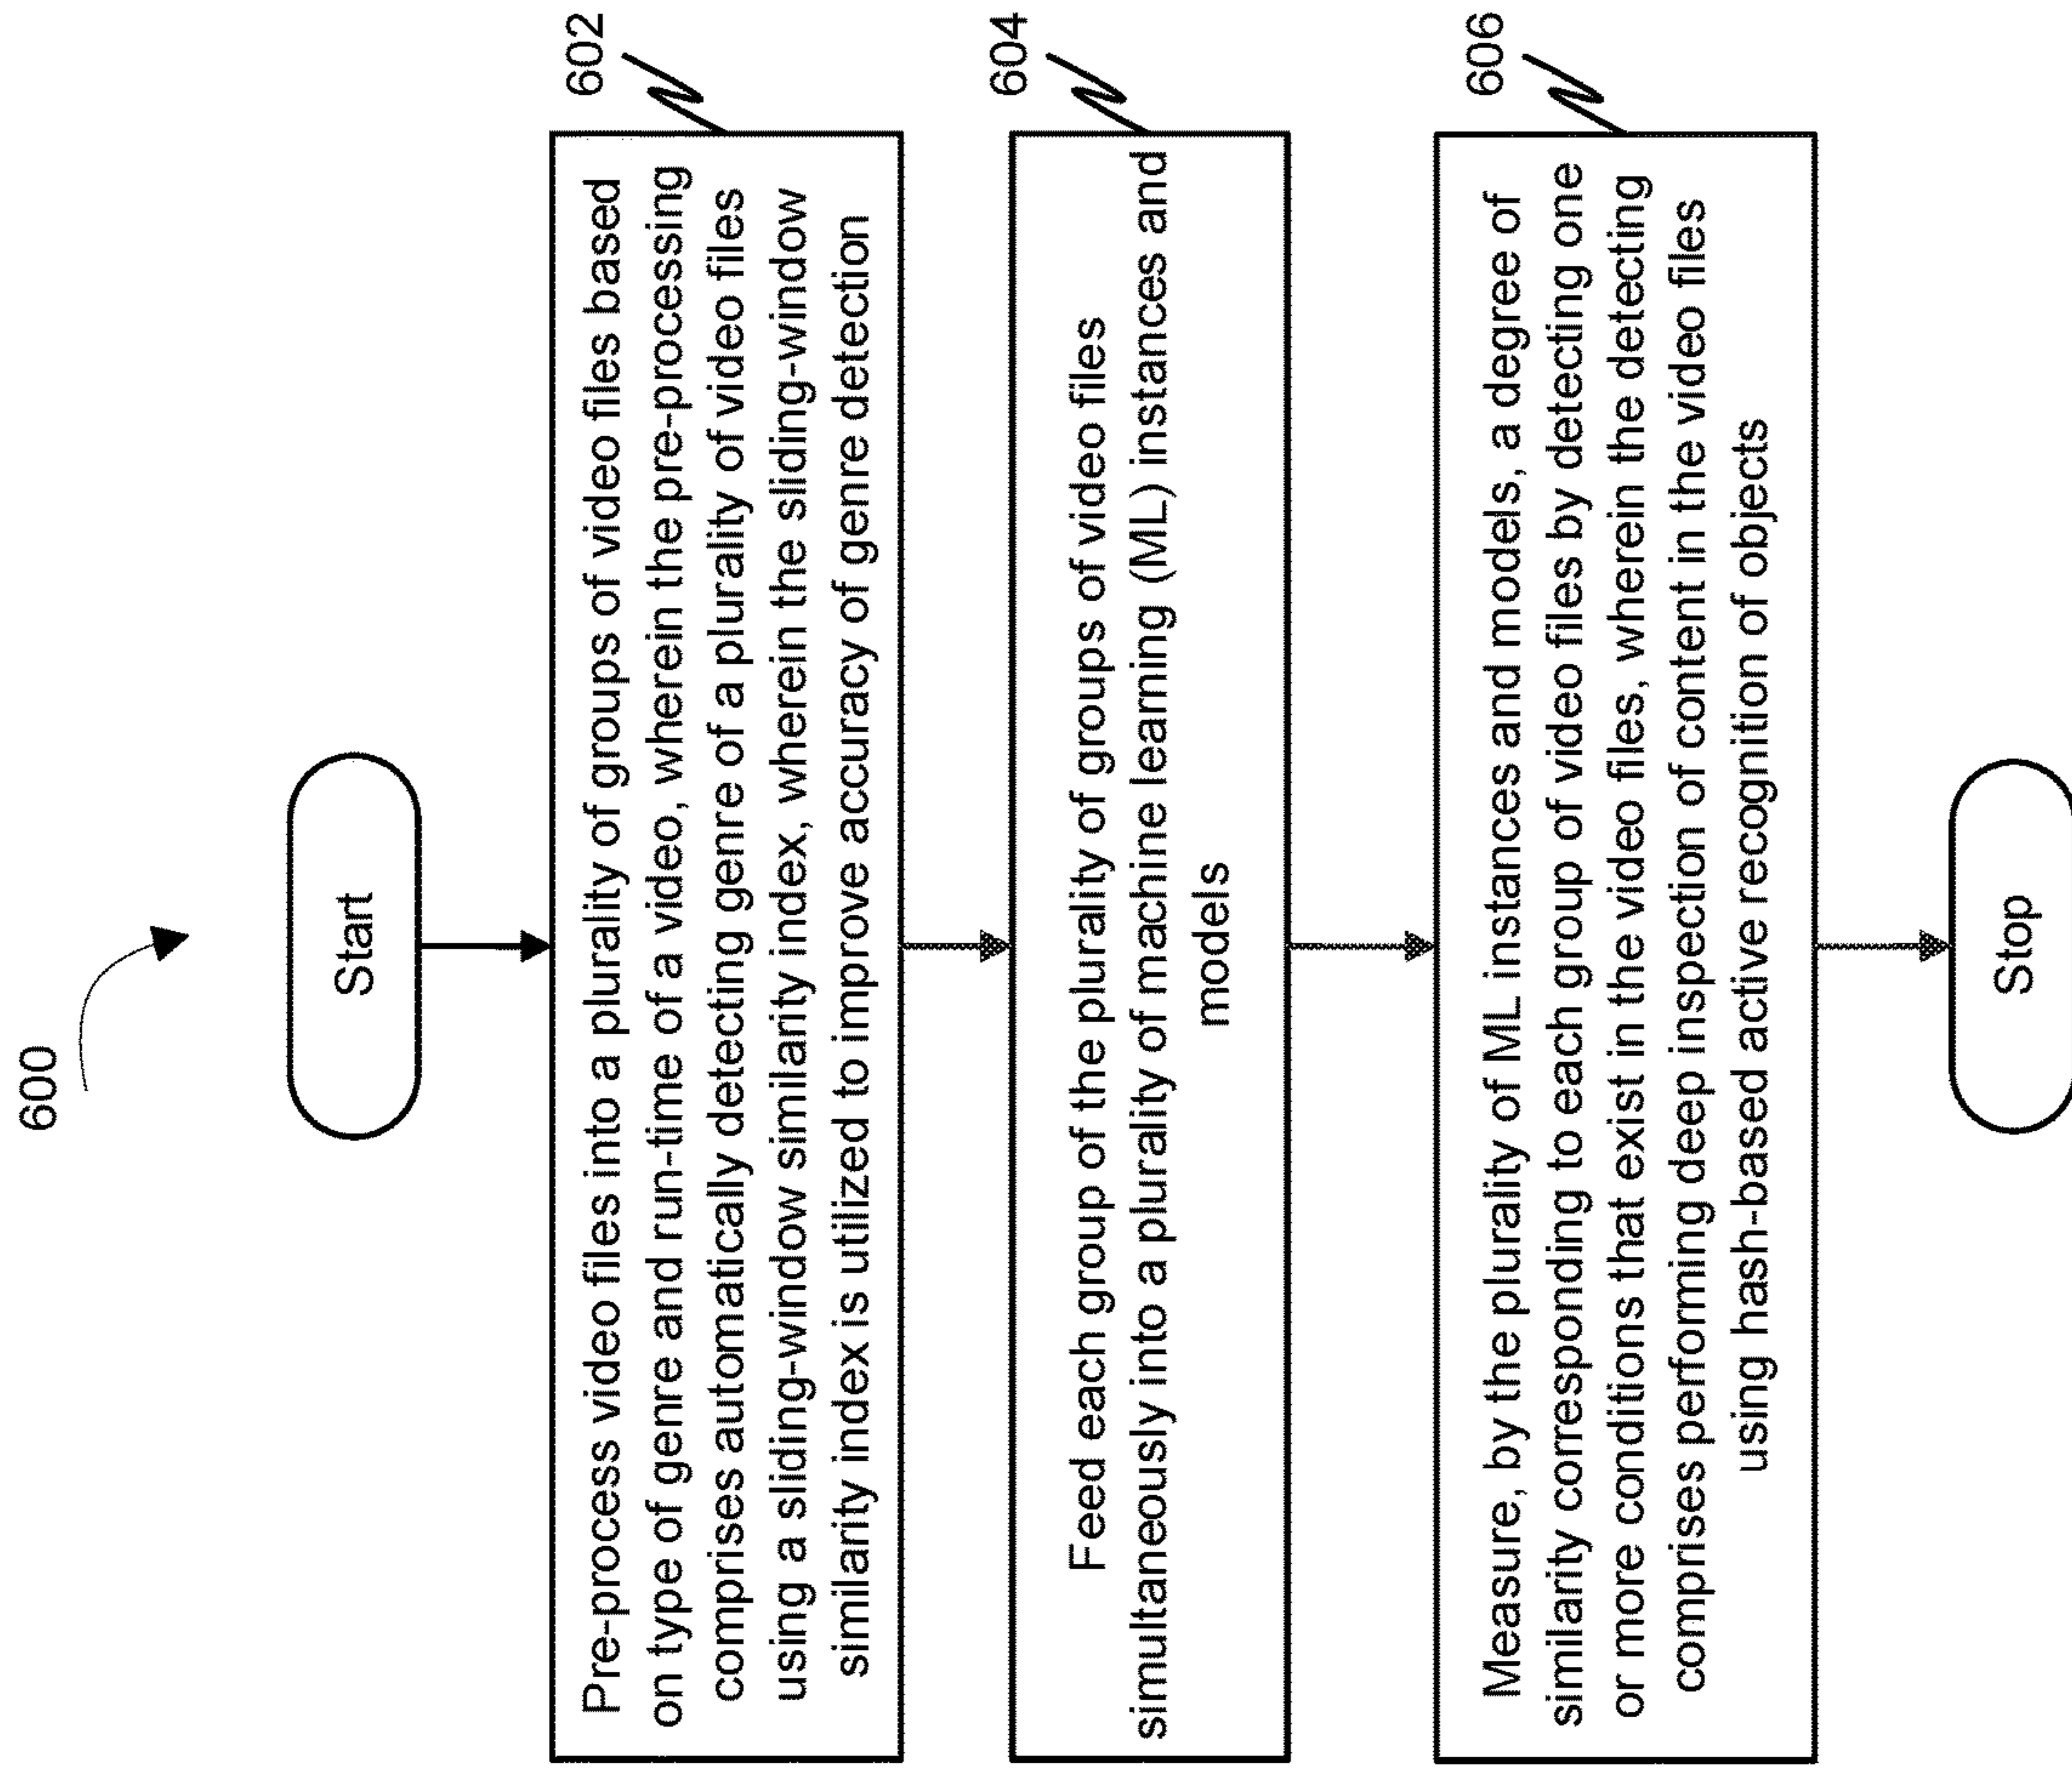 600
Start
602
Pre-process video files into a plurality of groups of video files based
on type of genre and run-time of a video, wherein the pre-processing
comprises automatically detecting genre of a plurality of video files
using a sliding-window similarity index, wherein the sliding-window
similarity index is utilized to improve accuracy of genre detection
604
Feed each group of the plurality of groups of video files
simultaneously into a plurality of machine learning (ML) instances and
models
606
Measure, by the plurality of ML instances and models, a degree of
similarity corresponding to each group of video files by detecting one
or more conditions that exist in the video files, wherein the detecting
comprises performing deep inspection of content in the video files
using hash-based active recognition of objects
Stop